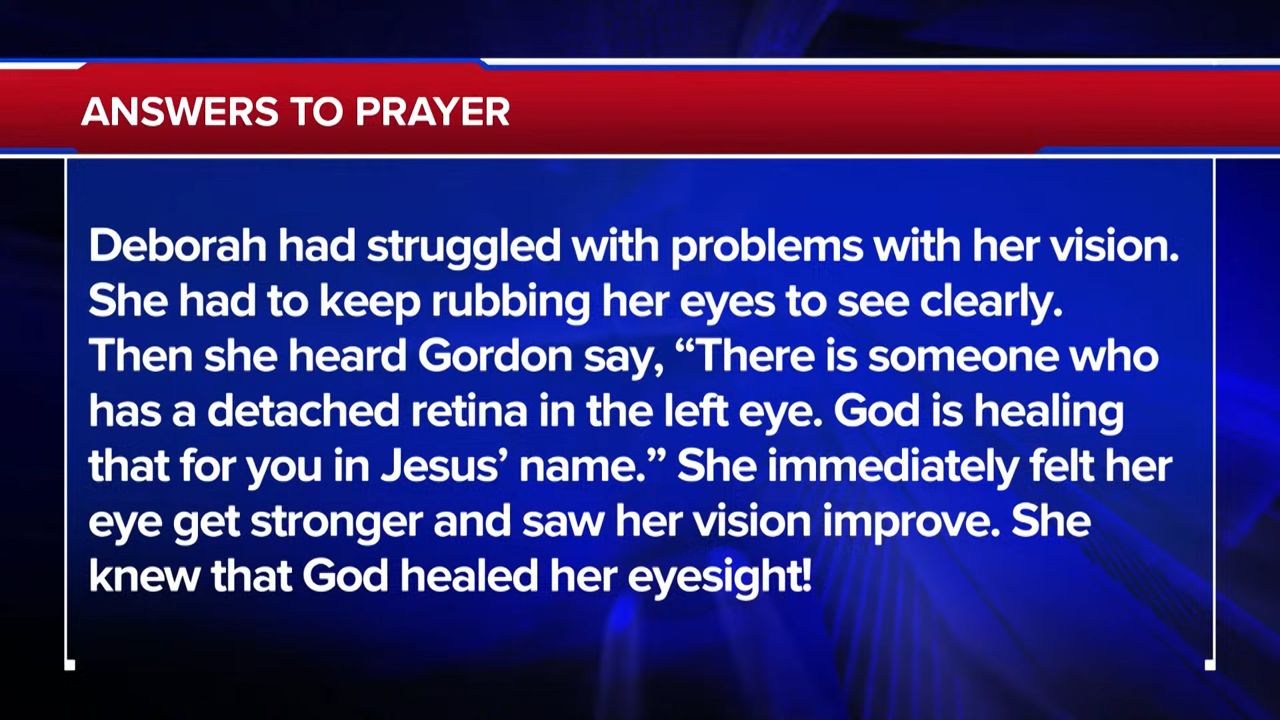 ANSWERS TO PRAYER
Deborah had struggled with problems with her vision.
She had to keep rubbing her eyes to see clearly.
Then she heard Gordon say, “There is someone who
has a detached retina in the left eye. God is healing
that for you in Jesus’ name.” She immediately felt her
eye get stronger and saw her vision improve. She
knew that God healed her eyesight!